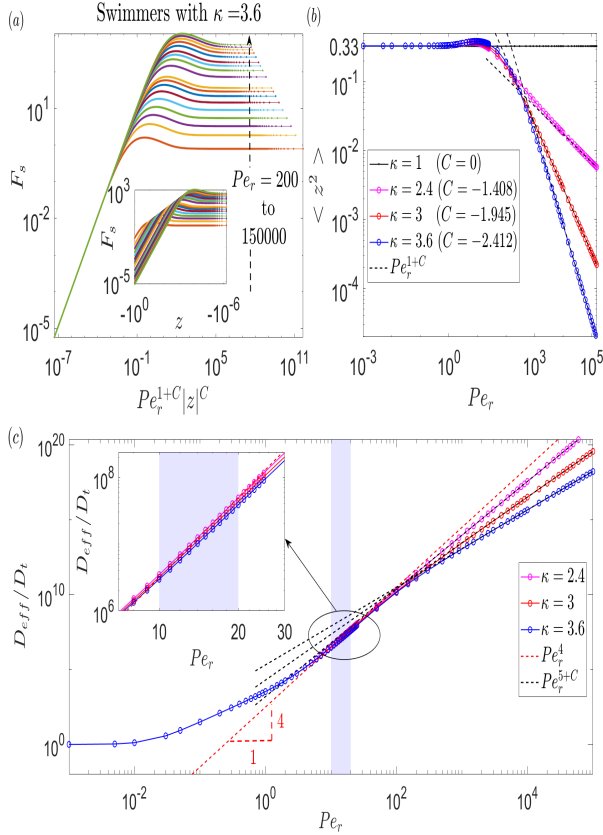 (a) Swimmers with κ = 3.6
F_s
10^1
10^-2
10^-5
10^-7 10^-1 10^5 10^11
Pe_r^{1+C}|z|^C
Pe_r = 200
to
150000
F_s
10^3
10^-5
-10^0 z -10^-6
(b)
< z^2 >
0.33
10^-1
10^-2
10^-3
10^-4
κ = 1 (C = 0)
κ = 2.4 (C = −1.408)
κ = 3 (C = −1.945)
κ = 3.6 (C = −2.412)
Pe_r^{1+C}
10^-3 10^0 10^3 10^5
Pe_r
(c)
D_eff/D_t
10^20
10^10
10^0
10^-2 10^0 10^2 10^4
Pe_r
D_eff/D_t
10^8
10^6
10 20 30
Pe_r
4
1
κ = 2.4
κ = 3
κ = 3.6
Pe_r^4
Pe_r^{5+C}